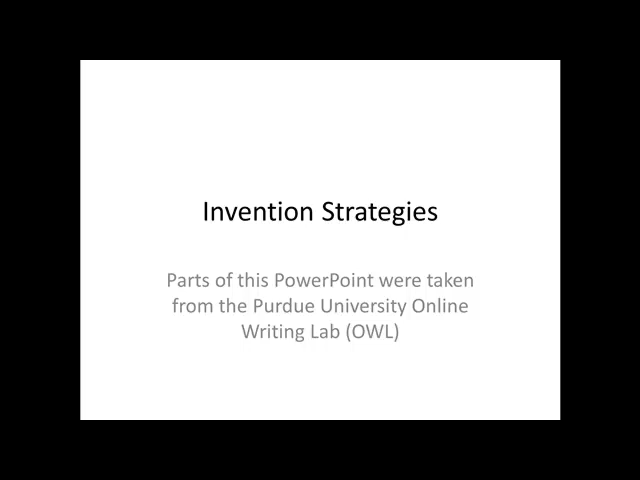 Invention Strategies
Parts of this PowerPoint were taken
from the Purdue University Online
Writing Lab (OWL)